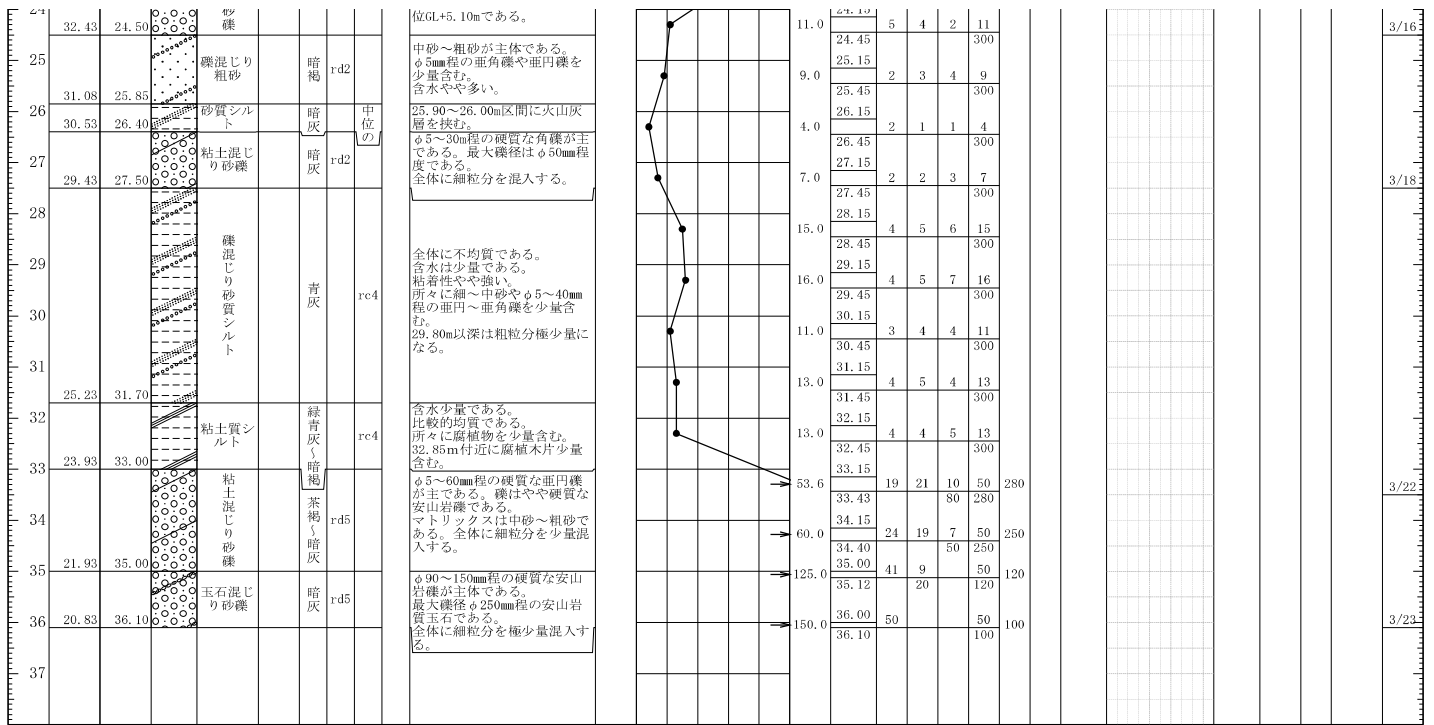 24
32.43 24.50 砂礫
位GL+5.10mである。
11.0 24.15 5 4 2 11
24.45 300
3/16
25
31.08 25.85 礫混じり粗砂 暗褐 rd2
中砂～粗砂が主体である。
φ5mm程の亜角礫や亜円礫を
少量含む。
含水やや多い。
9.0 25.15 2 3 4 9
25.45 300
26
30.53 26.40 砂質シルト 暗灰 中位の
25.90～26.00m区間に火山灰
層を挟む。
4.0 26.15 2 1 1 4
26.45 300
27
29.43 27.50 粘土混じり砂礫 暗灰 rd2
φ5～30m程の硬質な角礫が主
である。最大礫径はφ50mm程
度である。
全体に細粒分を混入する。
7.0 27.15 2 2 3 7
27.45 300
3/18
28
15.0 28.15 4 5 6 15
28.45 300
29
礫混じり砂質シルト 青灰 rc4
全体に不均質である。
含水は少量である。
粘着性やや強い。
所々に細～中砂やφ5～40mm
程の亜円～亜角礫を少量含
む。
29.80m以深は粗粒分極少量に
なる。
16.0 29.15 4 5 7 16
29.45 300
30
11.0 30.15 3 4 4 11
30.45 300
31
25.23 31.70
13.0 31.15 4 5 4 13
31.45 300
32
23.93 33.00 粘土質シルト 緑青灰～暗褐 rc4
含水少量である。
比較的均質である。
所々に腐植物を少量含む。
32.85m付近に腐植木片少量
含む。
13.0 32.15 4 4 5 13
32.45 300
33
53.6 33.15 19 21 10 50 280
33.43 80 280
3/22
34
21.93 35.00 粘土混じり砂礫 茶褐～暗灰 rd5
φ5～60mm程の硬質な亜円礫
が主である。礫はやや硬質な
安山岩礫である。
マトリックスは中砂～粗砂で
ある。全体に細粒分を少量混
入する。
60.0 34.15 24 19 7 50 250
34.40 50 250
35
20.83 36.10 玉石混じり砂礫 暗灰 rd5
φ90～150mm程の硬質な安山
岩礫が主体である。
最大礫径φ250mm程の安山岩
質玉石である。
全体に細粒分を極少量混入す
る。
125.0 35.00 41 9 50 120
35.12 20 120
36
150.0 36.00 50 50 100
36.10 100
3/23
37